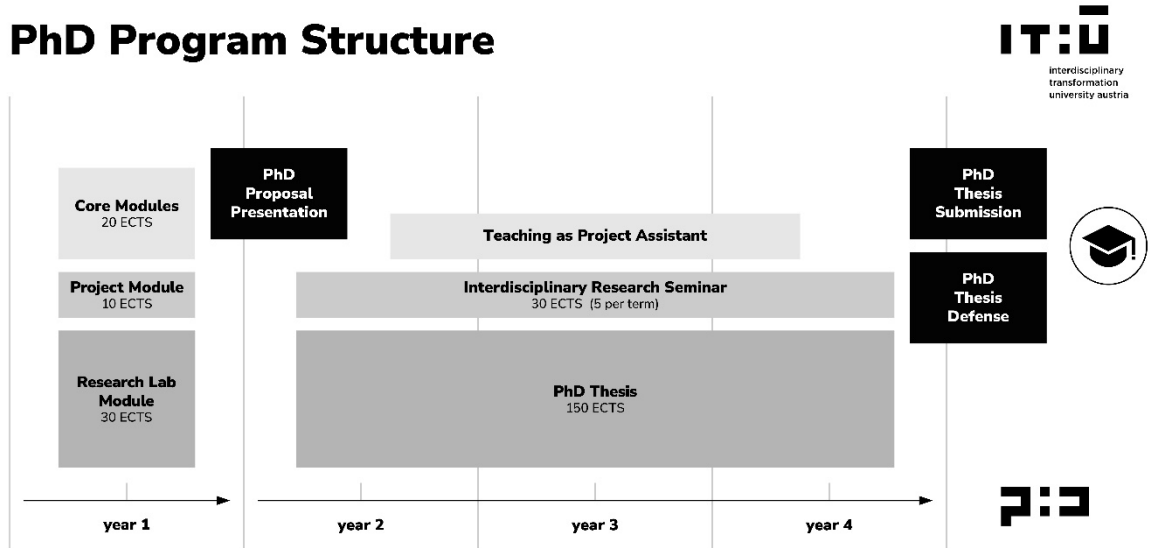 PhD Program Structure
IT:Ū
interdisciplinary
transformation
university austria
Core Modules
20 ECTS
Project Module
10 ECTS
Research Lab
Module
30 ECTS
PhD
Proposal
Presentation
Teaching as Project Assistant
Interdisciplinary Research Seminar
30 ECTS (5 per term)
PhD Thesis
150 ECTS
PhD
Thesis
Submission
PhD
Thesis
Defense
year 1
year 2
year 3
year 4